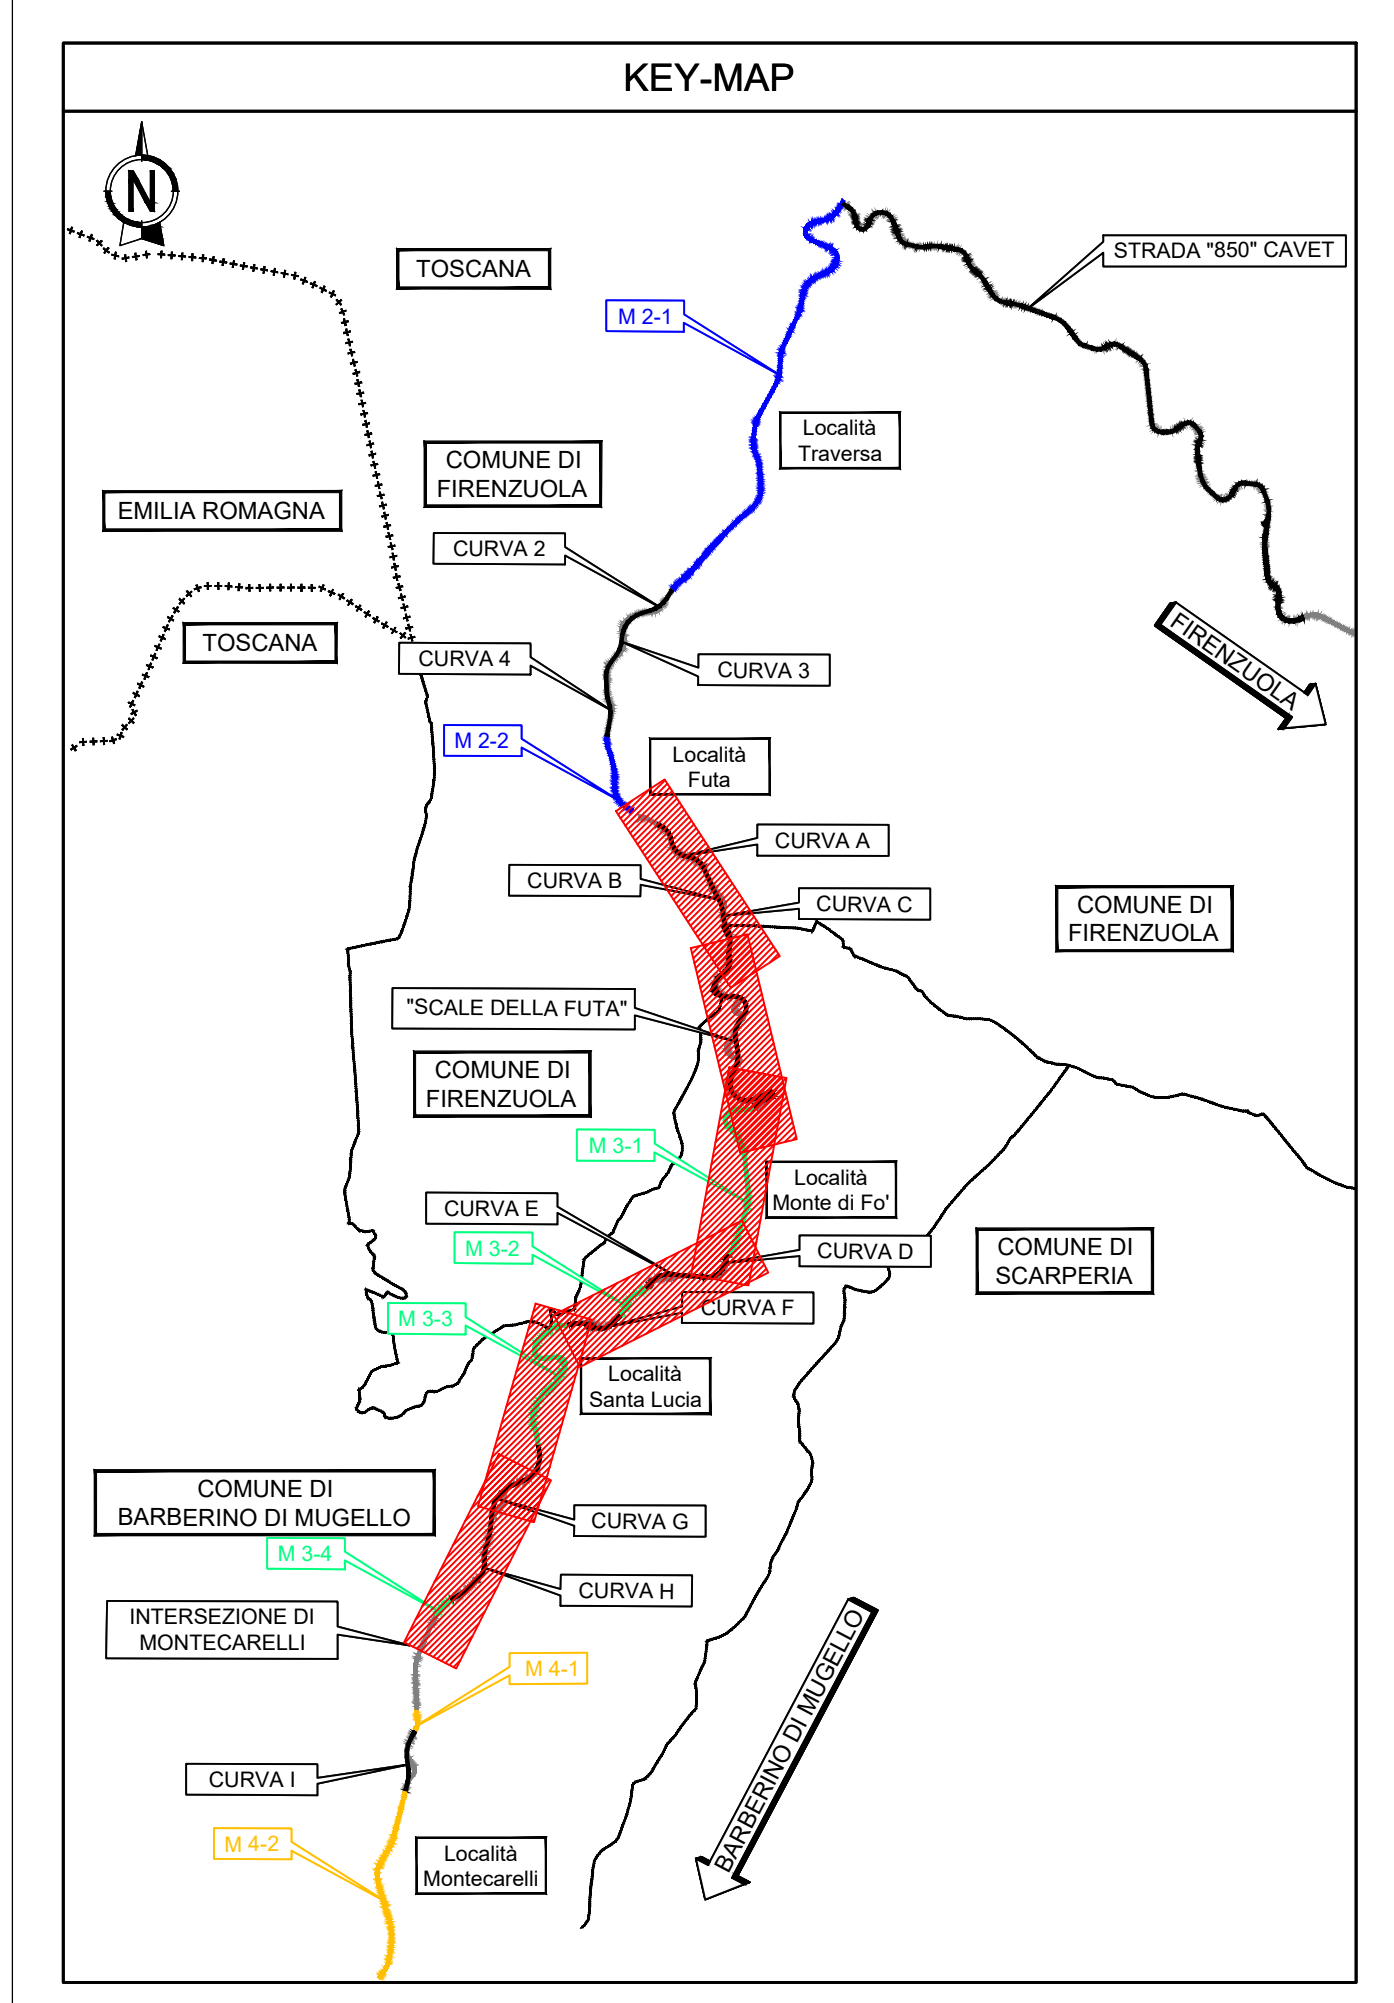 KEY-MAP
N
STRADA "850" CAVET
TOSCANA
M 2-1
Località
Traversa
COMUNE DI
FIRENZUOLA
EMILIA ROMAGNA
CURVA 2
TOSCANA
CURVA 4
CURVA 3
FIRENZUOLA
M 2-2
Località
Futa
CURVA A
CURVA B
CURVA C
COMUNE DI
FIRENZUOLA
"SCALE DELLA FUTA"
COMUNE DI
FIRENZUOLA
M 3-1
Località
Monte di Fo'
CURVA E
M 3-2
CURVA D
COMUNE DI
SCARPERIA
CURVA F
M 3-3
Località
Santa Lucia
COMUNE DI
BARBERINO DI MUGELLO
CURVA G
M 3-4
CURVA H
INTERSEZIONE DI
MONTECARELLI
M 4-1
BARBERINO DI MUGELLO
CURVA I
M 4-2
Località
Montecarelli